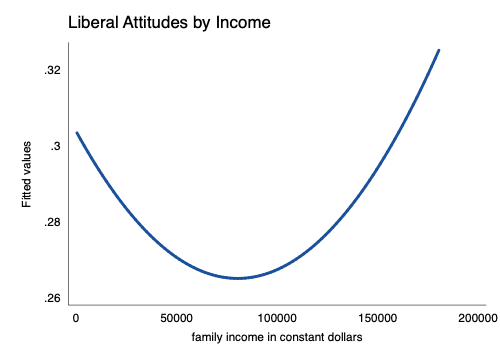 Liberal Attitudes by Income
Fitted values
.32
.3
.28
.26
0 50000 100000 150000 200000
family income in constant dollars